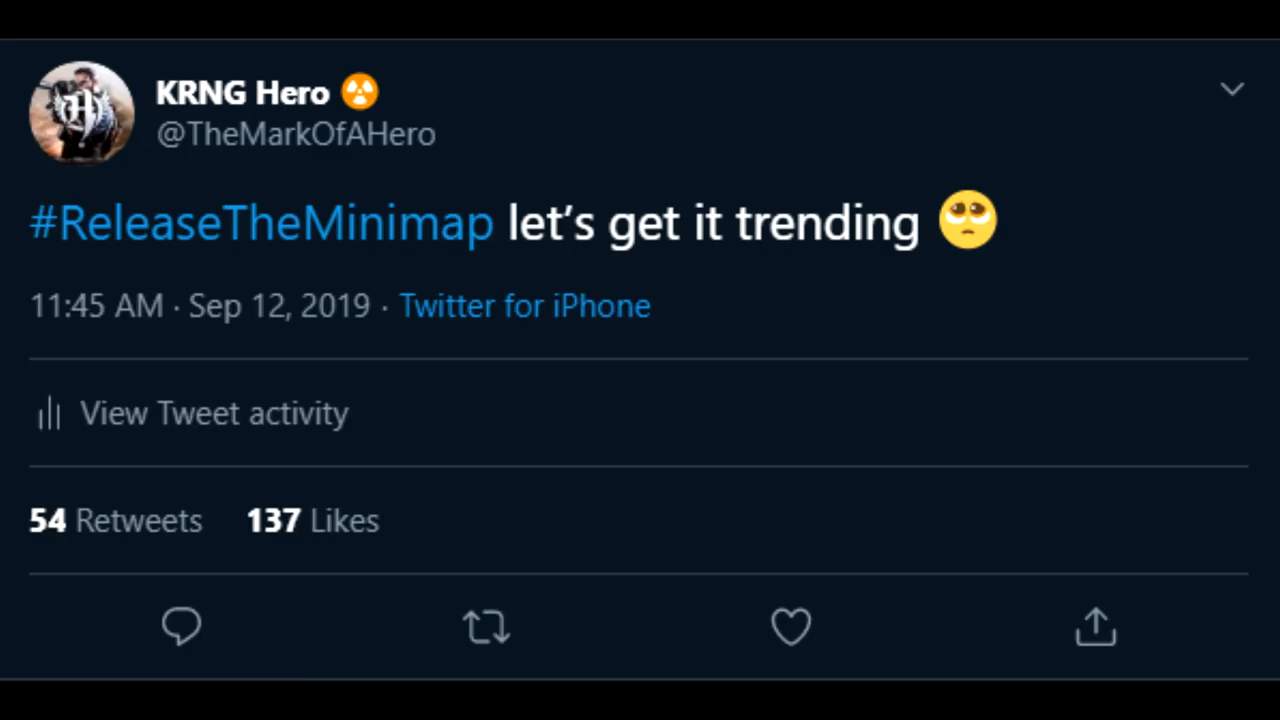 KRNG Hero ☢
@TheMarkOfAHero
#ReleaseTheMinimap let’s get it trending 🥺
11:45 AM · Sep 12, 2019 · Twitter for iPhone
View Tweet activity
54 Retweets 137 Likes